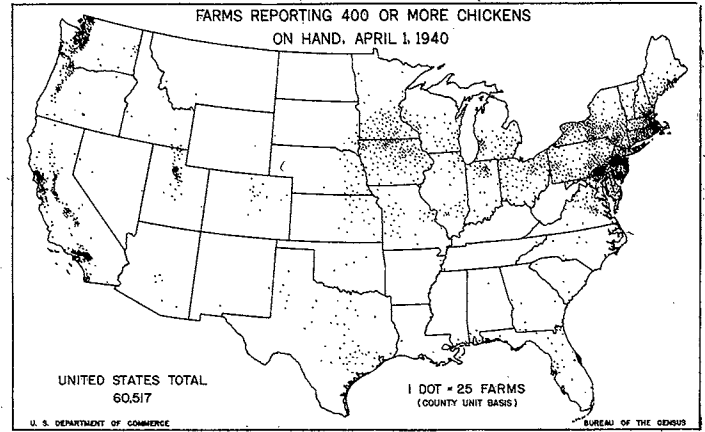 FARMS REPORTING 400 OR MORE CHICKENS
ON HAND, APRIL 1, 1940
UNITED STATES TOTAL
60,517
1 DOT = 25 FARMS
(COUNTY UNIT BASIS)
U. S. DEPARTMENT OF COMMERCE
BUREAU OF THE CENSUS